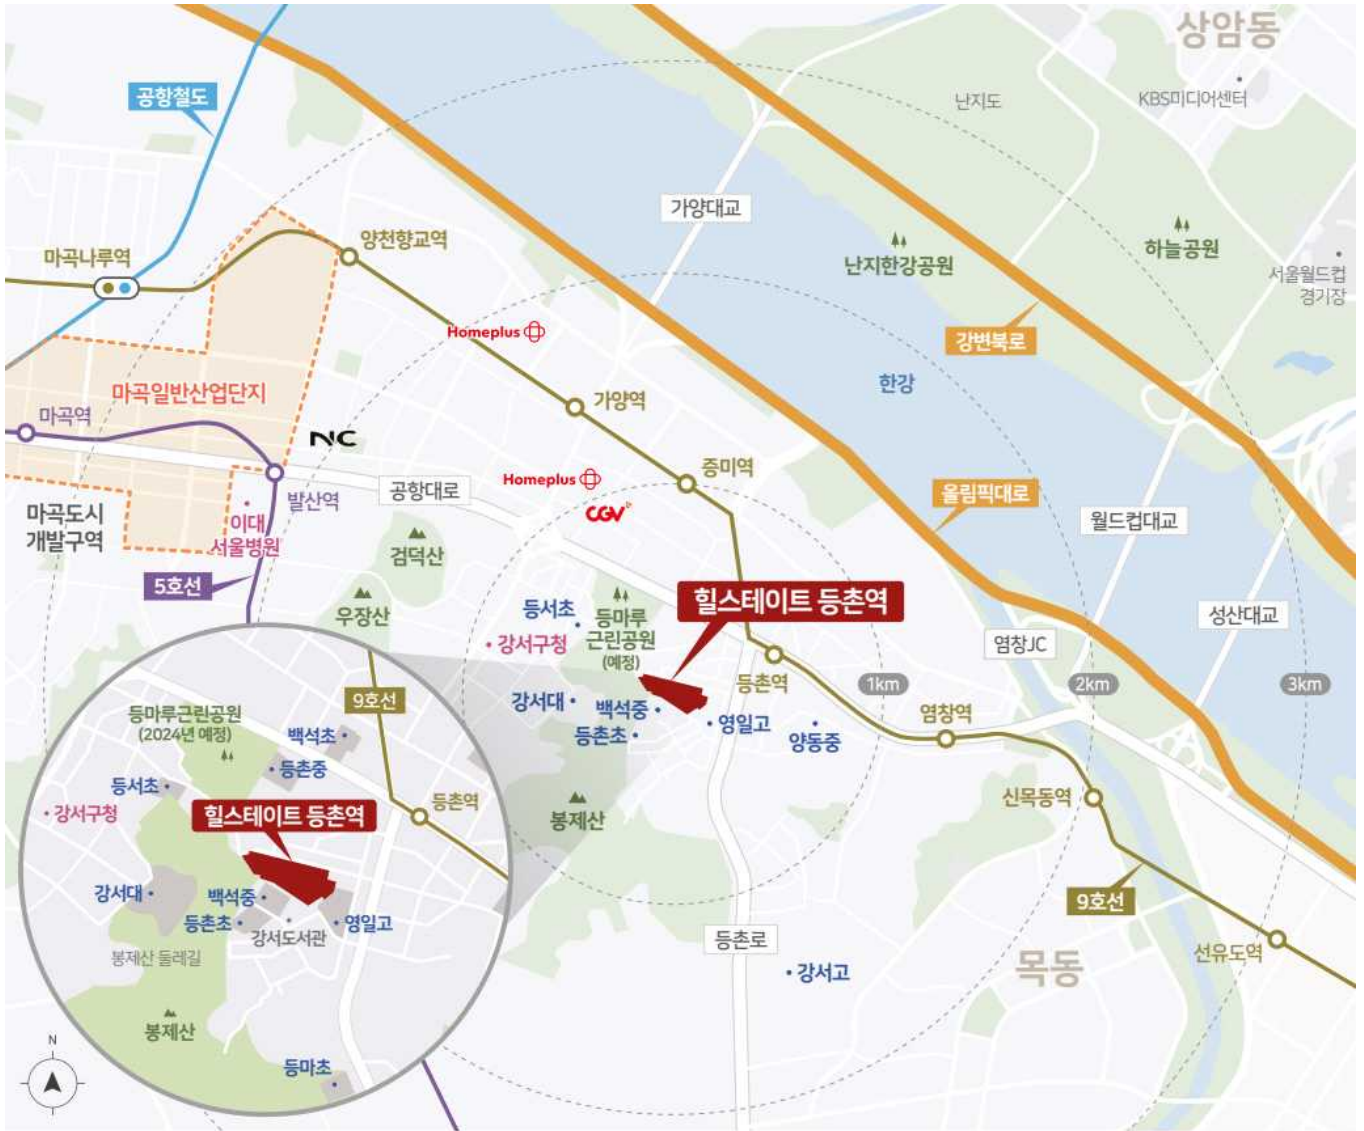 상암동
공항철도
난지도
KBS미디어센터
가양대교
양천향교역
마곡나루역
난지한강공원
하늘공원
서울월드컵
경기장
Homeplus
강변북로
마곡일반산업단지
한강
가양역
마곡역
NC
증미역
Homeplus
공항대로
올림픽대로
발산역
CGV
마곡도시
개발구역
이대
서울병원
월드컵대교
검덕산
5호선
힐스테이트 등촌역
우장산
등서초
등마루
근린공원
(예정)
성산대교
강서구청
염창JC
등촌역
1km
2km
3km
9호선
강서대
백석중
염창역
등마루근린공원
(2024년 예정)
백석초
등촌초
영일고
양동중
등촌중
등서초
신목동역
등촌역
강서구청
힐스테이트 등촌역
봉제산
강서대
백석중
9호선
등촌초
영일고
강서도서관
등촌로
선유도역
봉제산 둘레길
목동
강서고
봉제산
N
등마초